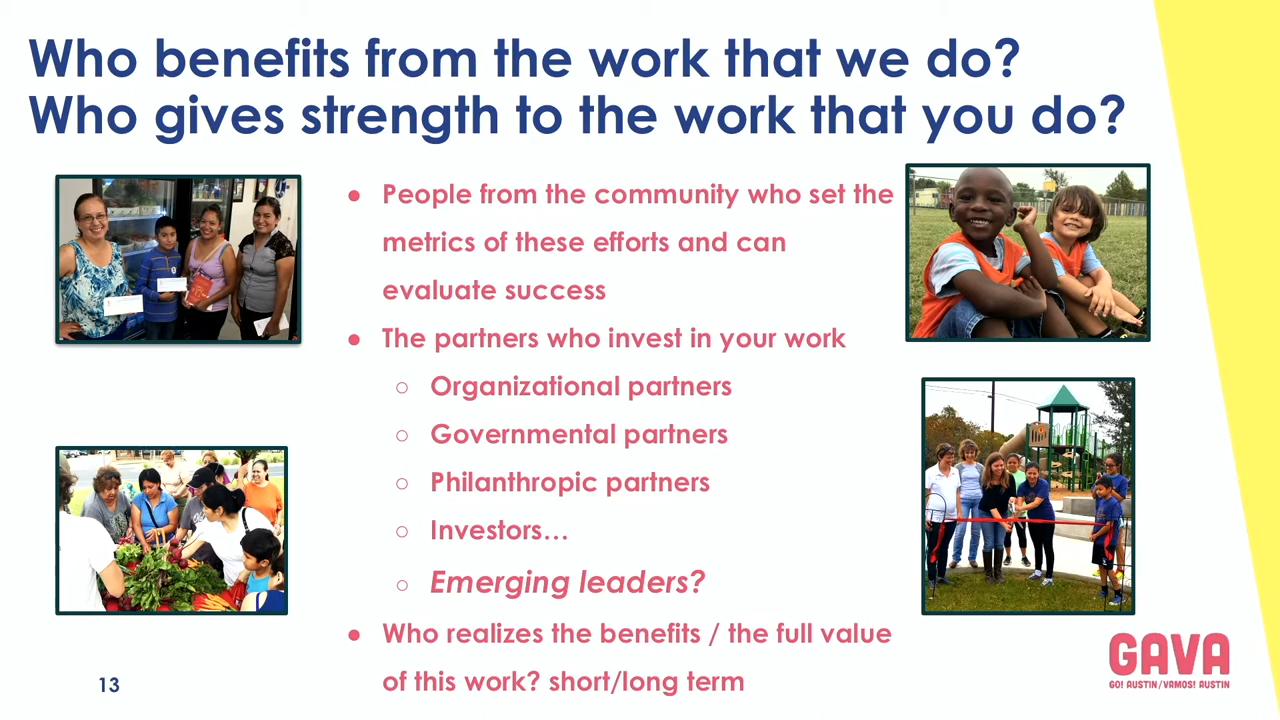 Who benefits from the work that we do?
Who gives strength to the work that you do?
● People from the community who set the
metrics of these efforts and can
evaluate success
● The partners who invest in your work
○ Organizational partners
○ Governmental partners
○ Philanthropic partners
○ Investors…
○ Emerging leaders?
● Who realizes the benefits / the full value
of this work? short/long term
13
GAVA
GO! AUSTIN/VAMOS! AUSTIN